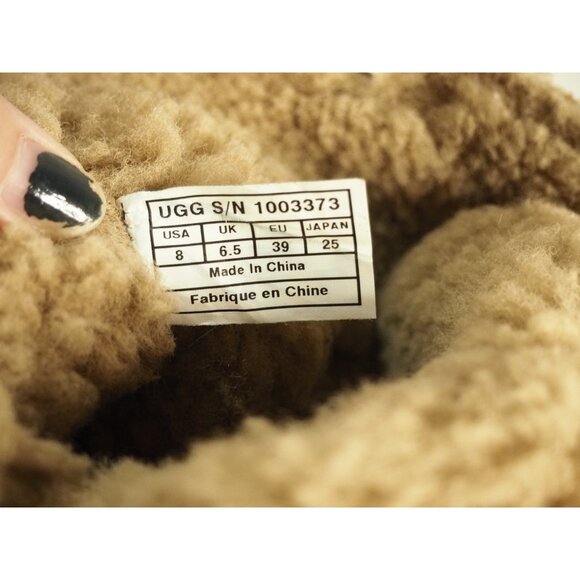 UGG S/N 1003373
USA UK EU JAPAN
8 6.5 39 25
Made In China
Fabrique en Chine